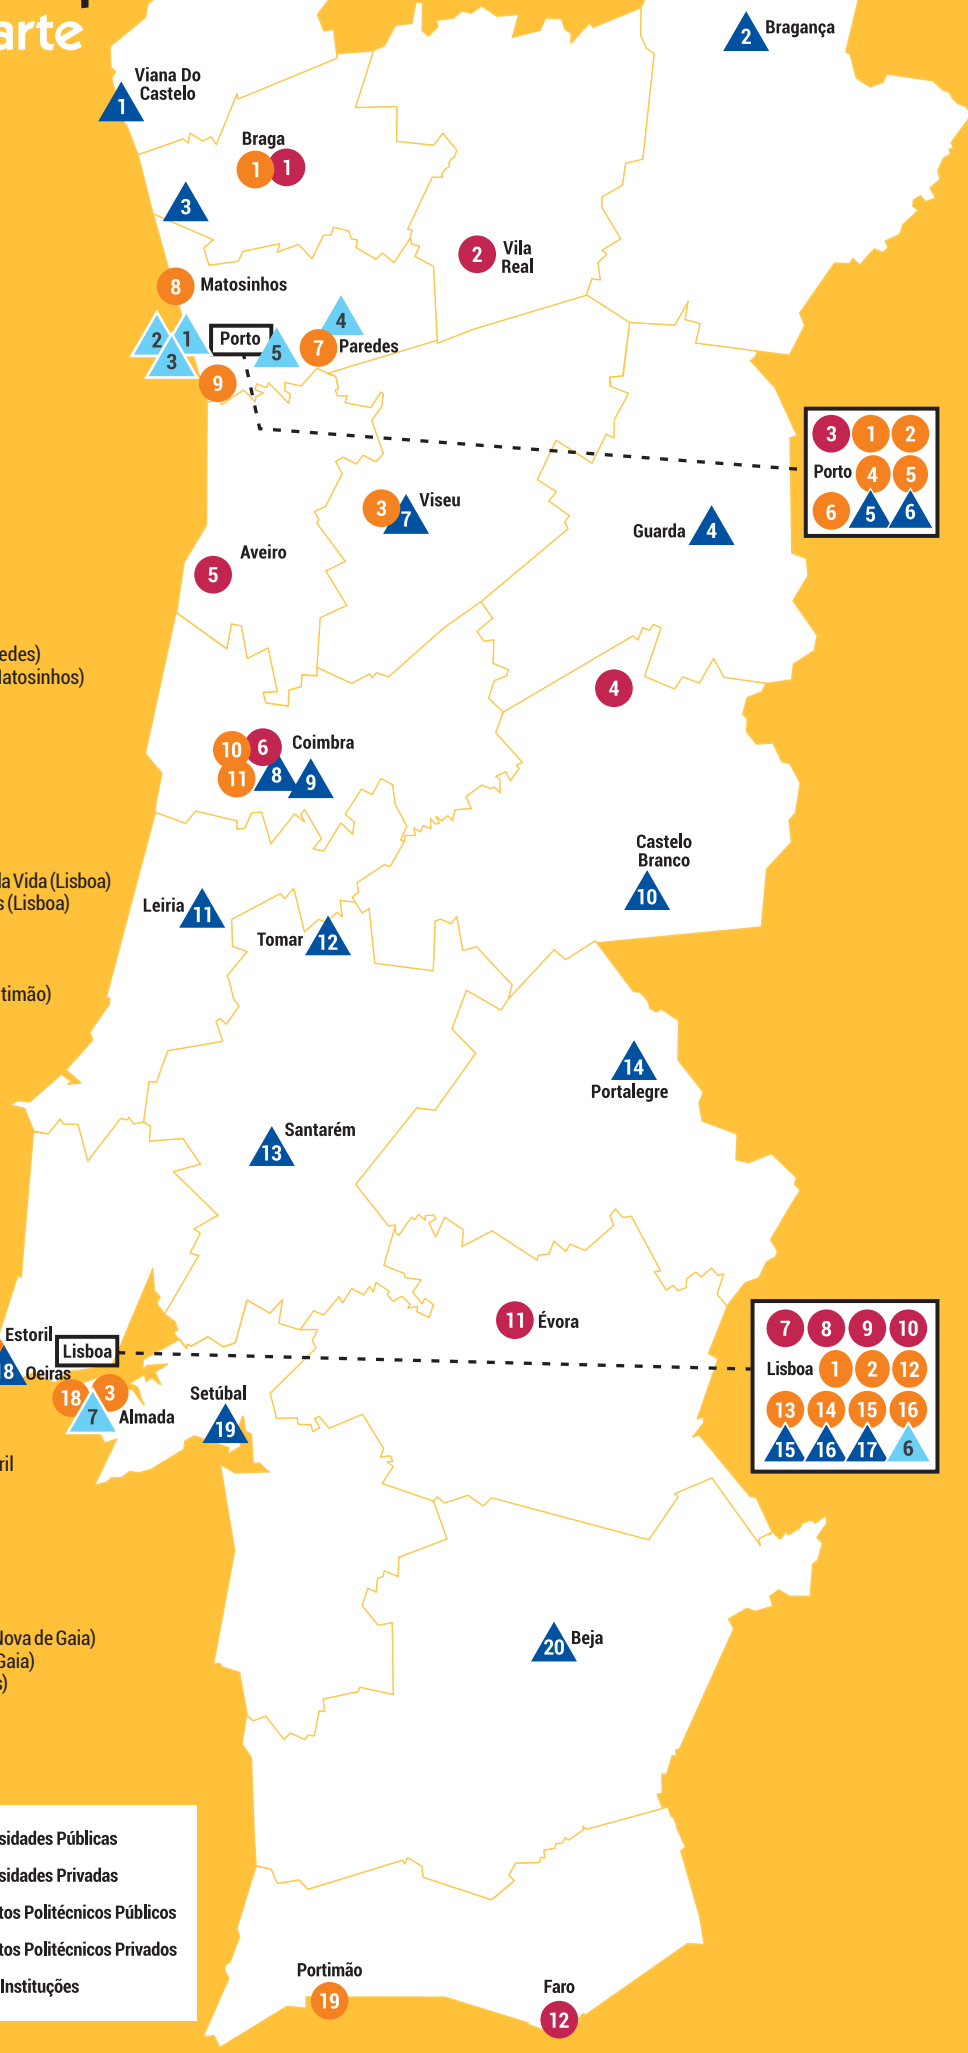 arte
2
Bragança
Viana Do
Castelo
1
Braga
1
1
3
2
Vila
Real
8
Matosinhos
4
2
1
Porto
5
7
Paredes
3
9
3
1
2
Porto
4
5
6
5
6
3
7
Viseu
Guarda
4
Aveiro
5
edes)
latosinhos)
4
10
6
Coimbra
11
8
9
Castelo
Branco
10
la Vida (Lisboa)
s (Lisboa)
Leiria
11
Tomar
12
timão)
14
Portalegre
Santarém
13
11
Évora
7
8
9
10
Lisboa
1
2
12
13
14
15
16
15
16
17
6
Estoril
Lisboa
18
Oeiras
18
3
7
Almada
Setúbal
19
ril
Nova de Gaia)
Gaia)
s)
20
Beja
sidades Públicas
sidades Privadas
tos Politécnicos Públicos
tos Politécnicos Privados
Instituções
Portimão
19
Faro
12